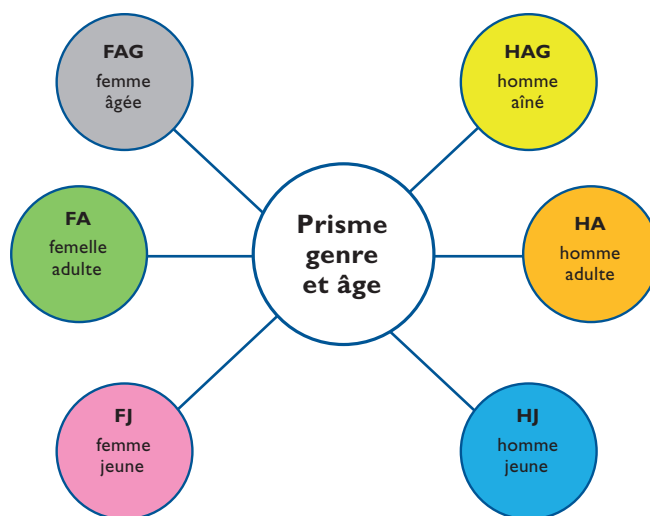 FAG
femme
âgée
HAG
homme
aîné
FA
femelle
adulte
Prisme
genre
et âge
HA
homme
adulte
FJ
femme
jeune
HJ
homme
jeune